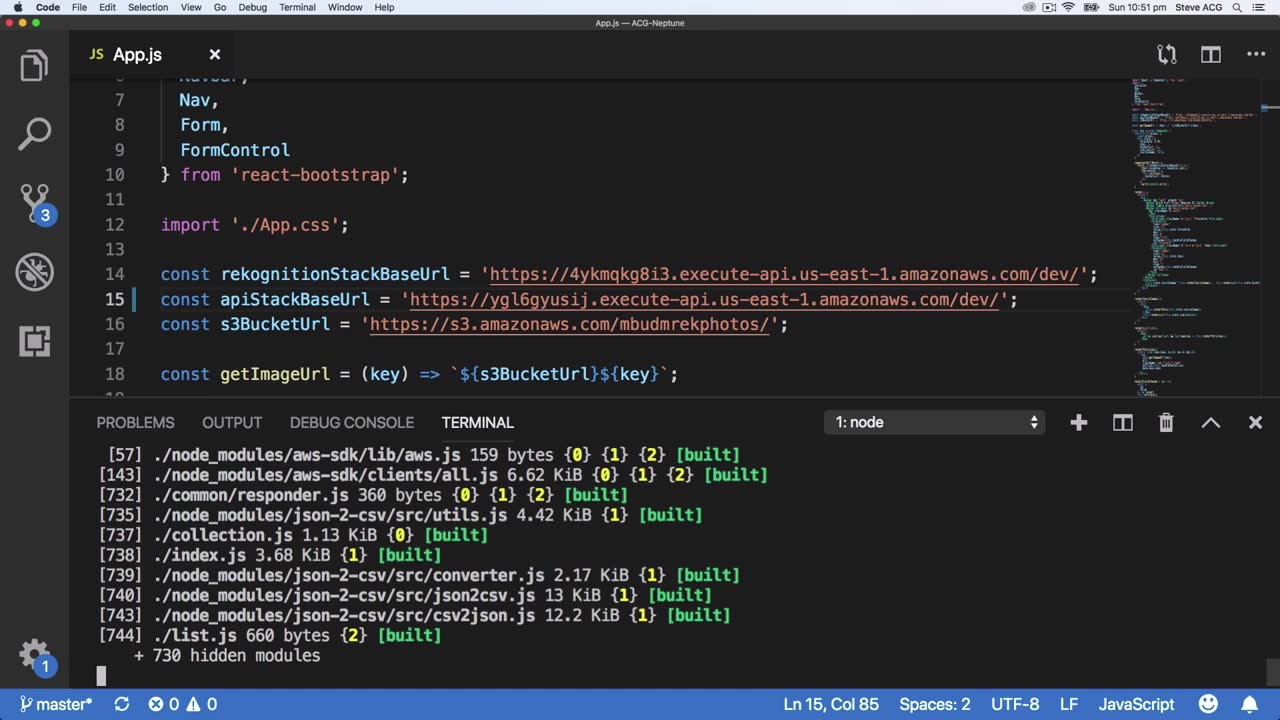 Code File Edit Selection View Go Debug Terminal Window Help Sun 10:51 pm Steve ACG
App.js — ACG-Neptune
JS App.js
6 Navbar,
7 Nav,
8 Form,
9 FormControl
10 } from 'react-bootstrap';
11
12 import './App.css';
13
14 const rekognitionStackBaseUrl = 'https://4ykmqkg8i3.execute-api.us-east-1.amazonaws.com/dev/';
15 const apiStackBaseUrl = 'https://ygl6gyusij.execute-api.us-east-1.amazonaws.com/dev/';
16 const s3BucketUrl = 'https://s3.amazonaws.com/mbudmrekphotos/';
17
18 const getImageUrl = (key) => `${s3BucketUrl}${key}`;
3
PROBLEMS OUTPUT DEBUG CONSOLE TERMINAL 1: node
[57] ./node_modules/aws-sdk/lib/aws.js 159 bytes {0} {1} {2} [built]
[143] ./node_modules/aws-sdk/clients/all.js 6.62 KiB {0} {1} {2} [built]
[732] ./common/responder.js 360 bytes {0} {1} {2} [built]
[735] ./node_modules/json-2-csv/src/utils.js 4.42 KiB {1} [built]
[737] ./collection.js 1.13 KiB {0} [built]
[738] ./index.js 3.68 KiB {1} [built]
[739] ./node_modules/json-2-csv/src/converter.js 2.17 KiB {1} [built]
[740] ./node_modules/json-2-csv/src/json2csv.js 13 KiB {1} [built]
[743] ./node_modules/json-2-csv/src/csv2json.js 12.2 KiB {1} [built]
[744] ./list.js 660 bytes {2} [built]
+ 730 hidden modules
1
master* 0 0 Ln 15, Col 85 Spaces: 2 UTF-8 LF JavaScript